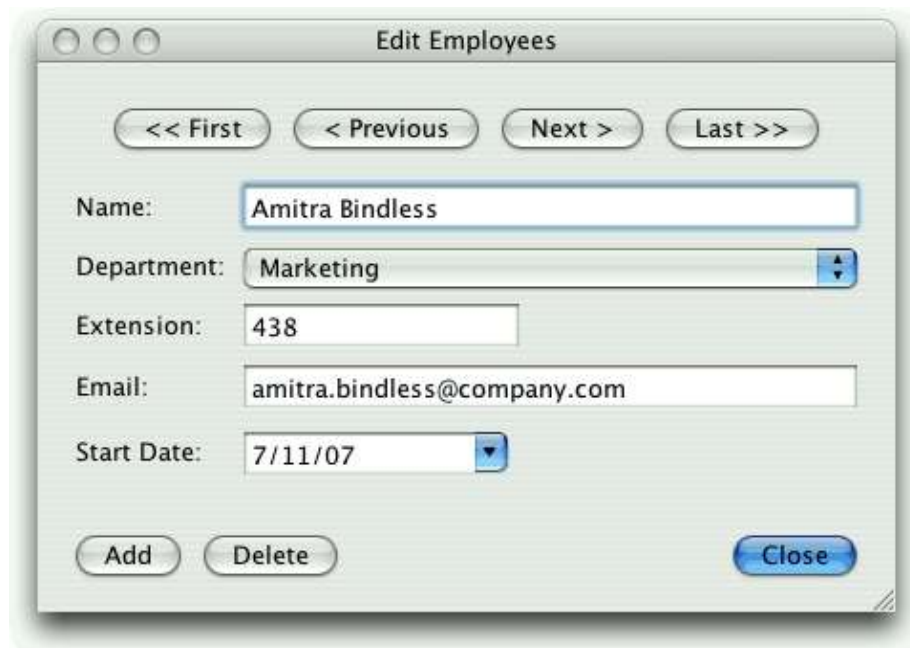 Edit Employees
<< First < Previous Next > Last >>
Name: Amitra Bindless
Department: Marketing
Extension: 438
Email: amitra.bindless@company.com
Start Date: 7/11/07
Add Delete Close